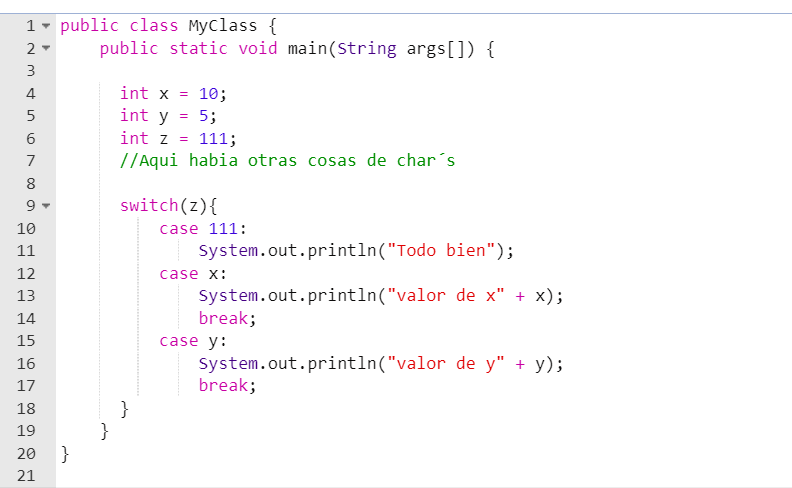 1 public class MyClass {
2 public static void main(String args[]) {
3
4 int x = 10;
5 int y = 5;
6 int z = 111;
7 //Aqui habia otras cosas de char´s
8
9 switch(z){
10 case 111:
11 System.out.println("Todo bien");
12 case x:
13 System.out.println("valor de x" + x);
14 break;
15 case y:
16 System.out.println("valor de y" + y);
17 break;
18 }
19 }
20 }
21